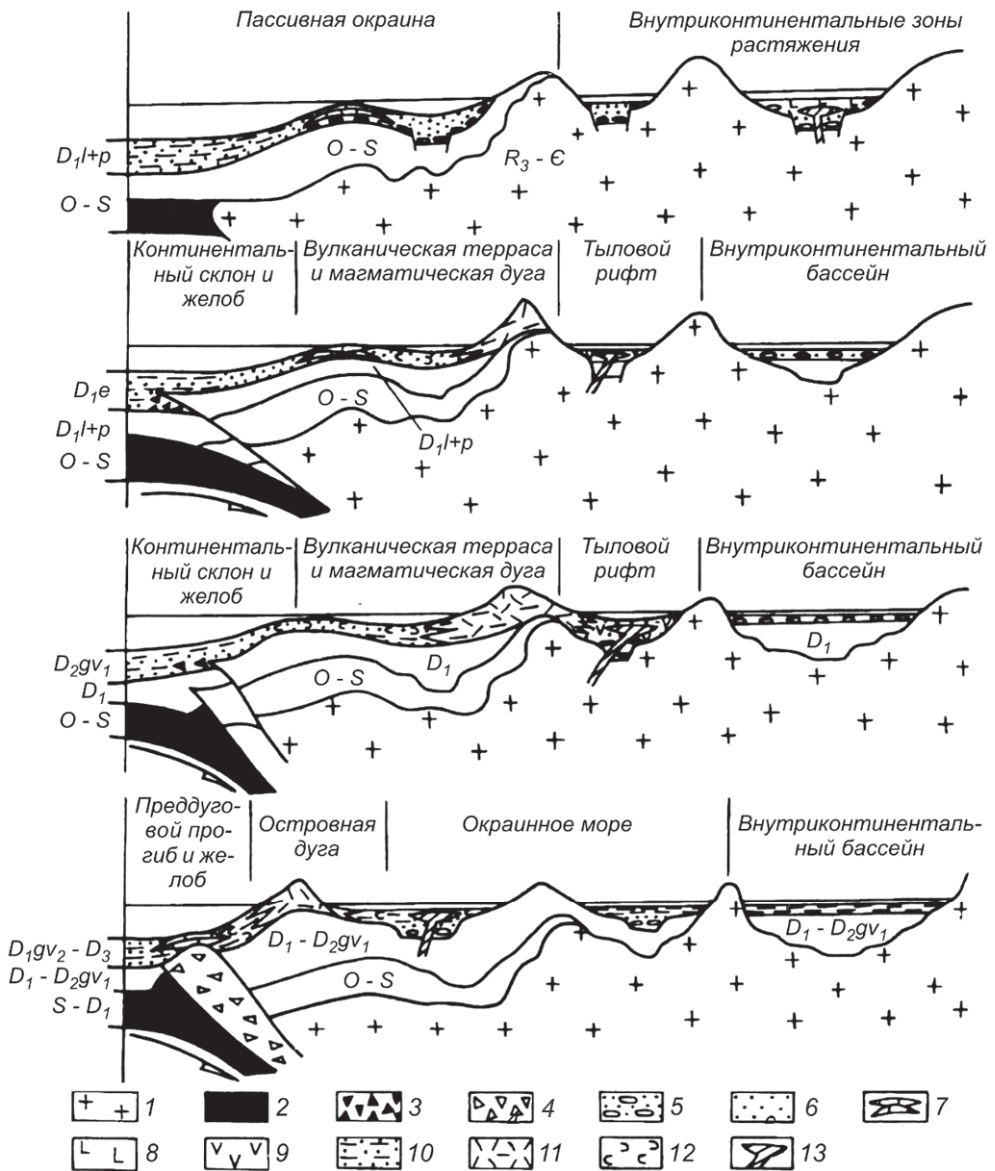 Пассивная окраина
Внутриконтинентальные зоны
растяжения
D₁l+p
O - S
O - S
R₃ - Є
Континенталь-
ный склон и
желоб
Вулканическая терраса
и магматическая дуга
Тыловой
рифт
Внутриконтинентальный
бассейн
D₁e
D₁l+p
O - S
O - S
D₁l+p
Континенталь-
ный склон и
желоб
Вулканическая терраса
и магматическая дуга
Тыловой
рифт
Внутриконтинентальный
бассейн
D₂gv₁
D₁
O - S
D₁
O - S
D₁
Преддуго-
вой про-
гиб и же-
лоб
Островная
дуга
Окраинное море
Внутриконтиненталь-
ный бассейн
D₁gv₂ - D₃
D₁ - D₂gv₁
S - D₁
D₁ - D₂gv₁
O - S
D₁ - D₂gv₁
1 2 3 4 5 6 7
8 9 10 11 12 13